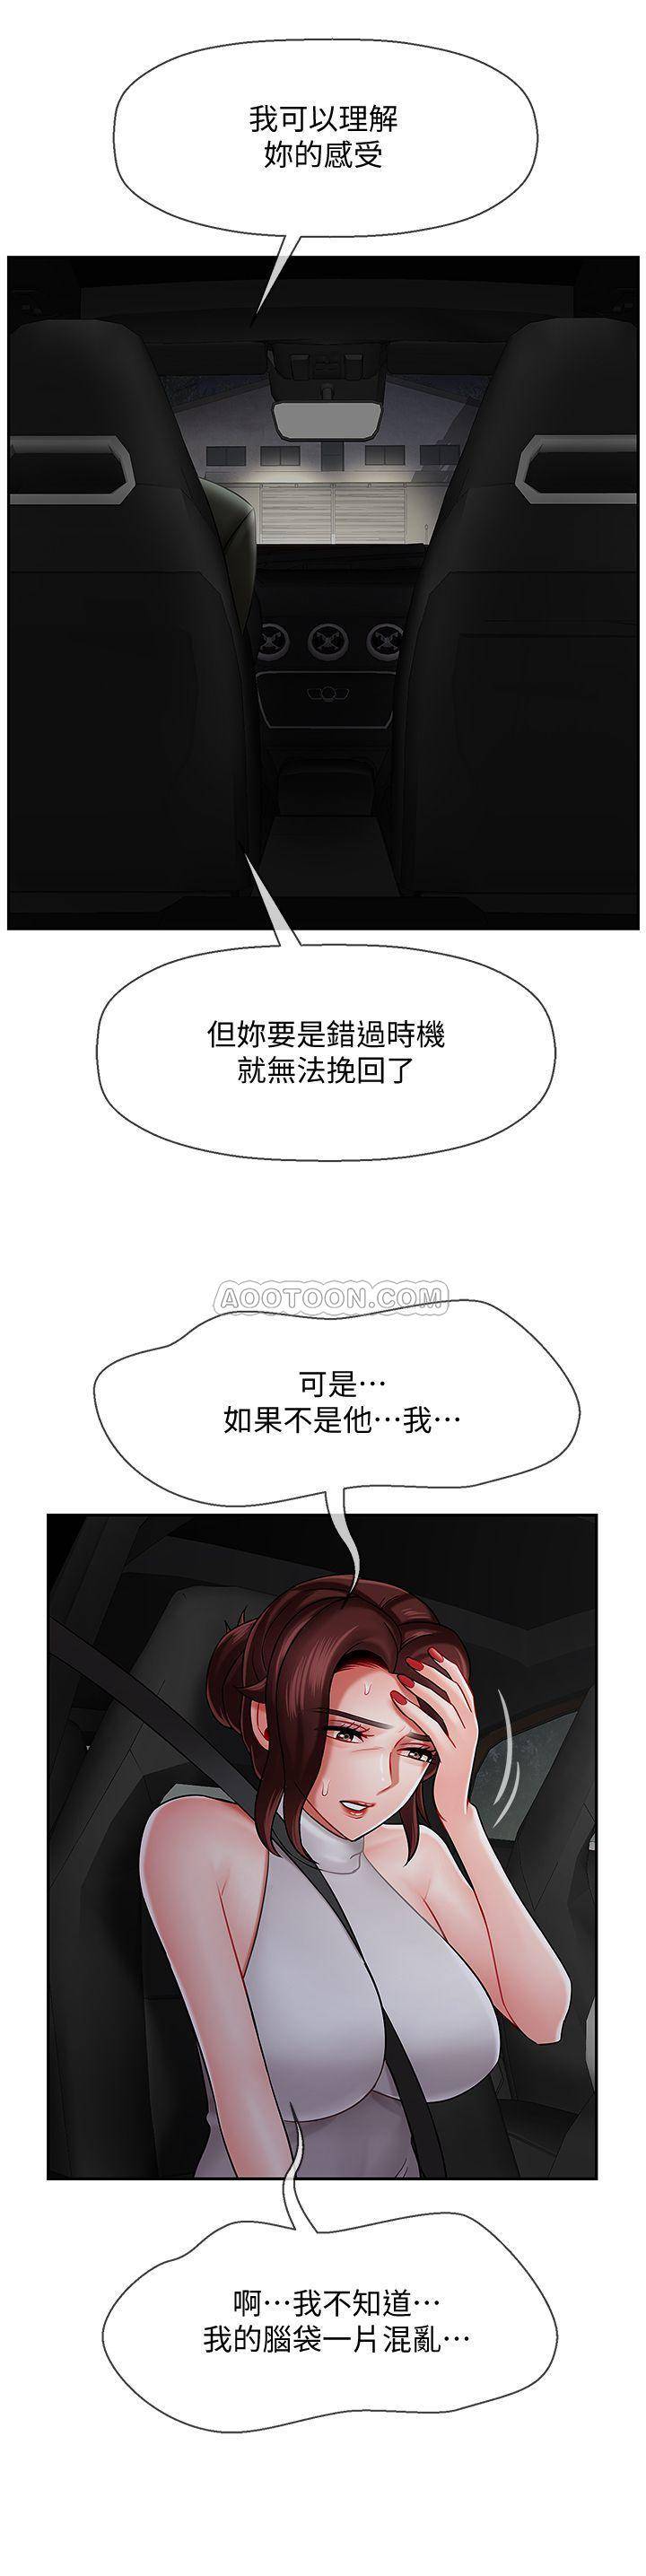 我可以理解
妳的感受
但妳要是錯過時機
就無法挽回了
AOOTOON.COM
可是⋯
如果不是他⋯我⋯
啊⋯我不知道⋯
我的腦袋一片混亂⋯